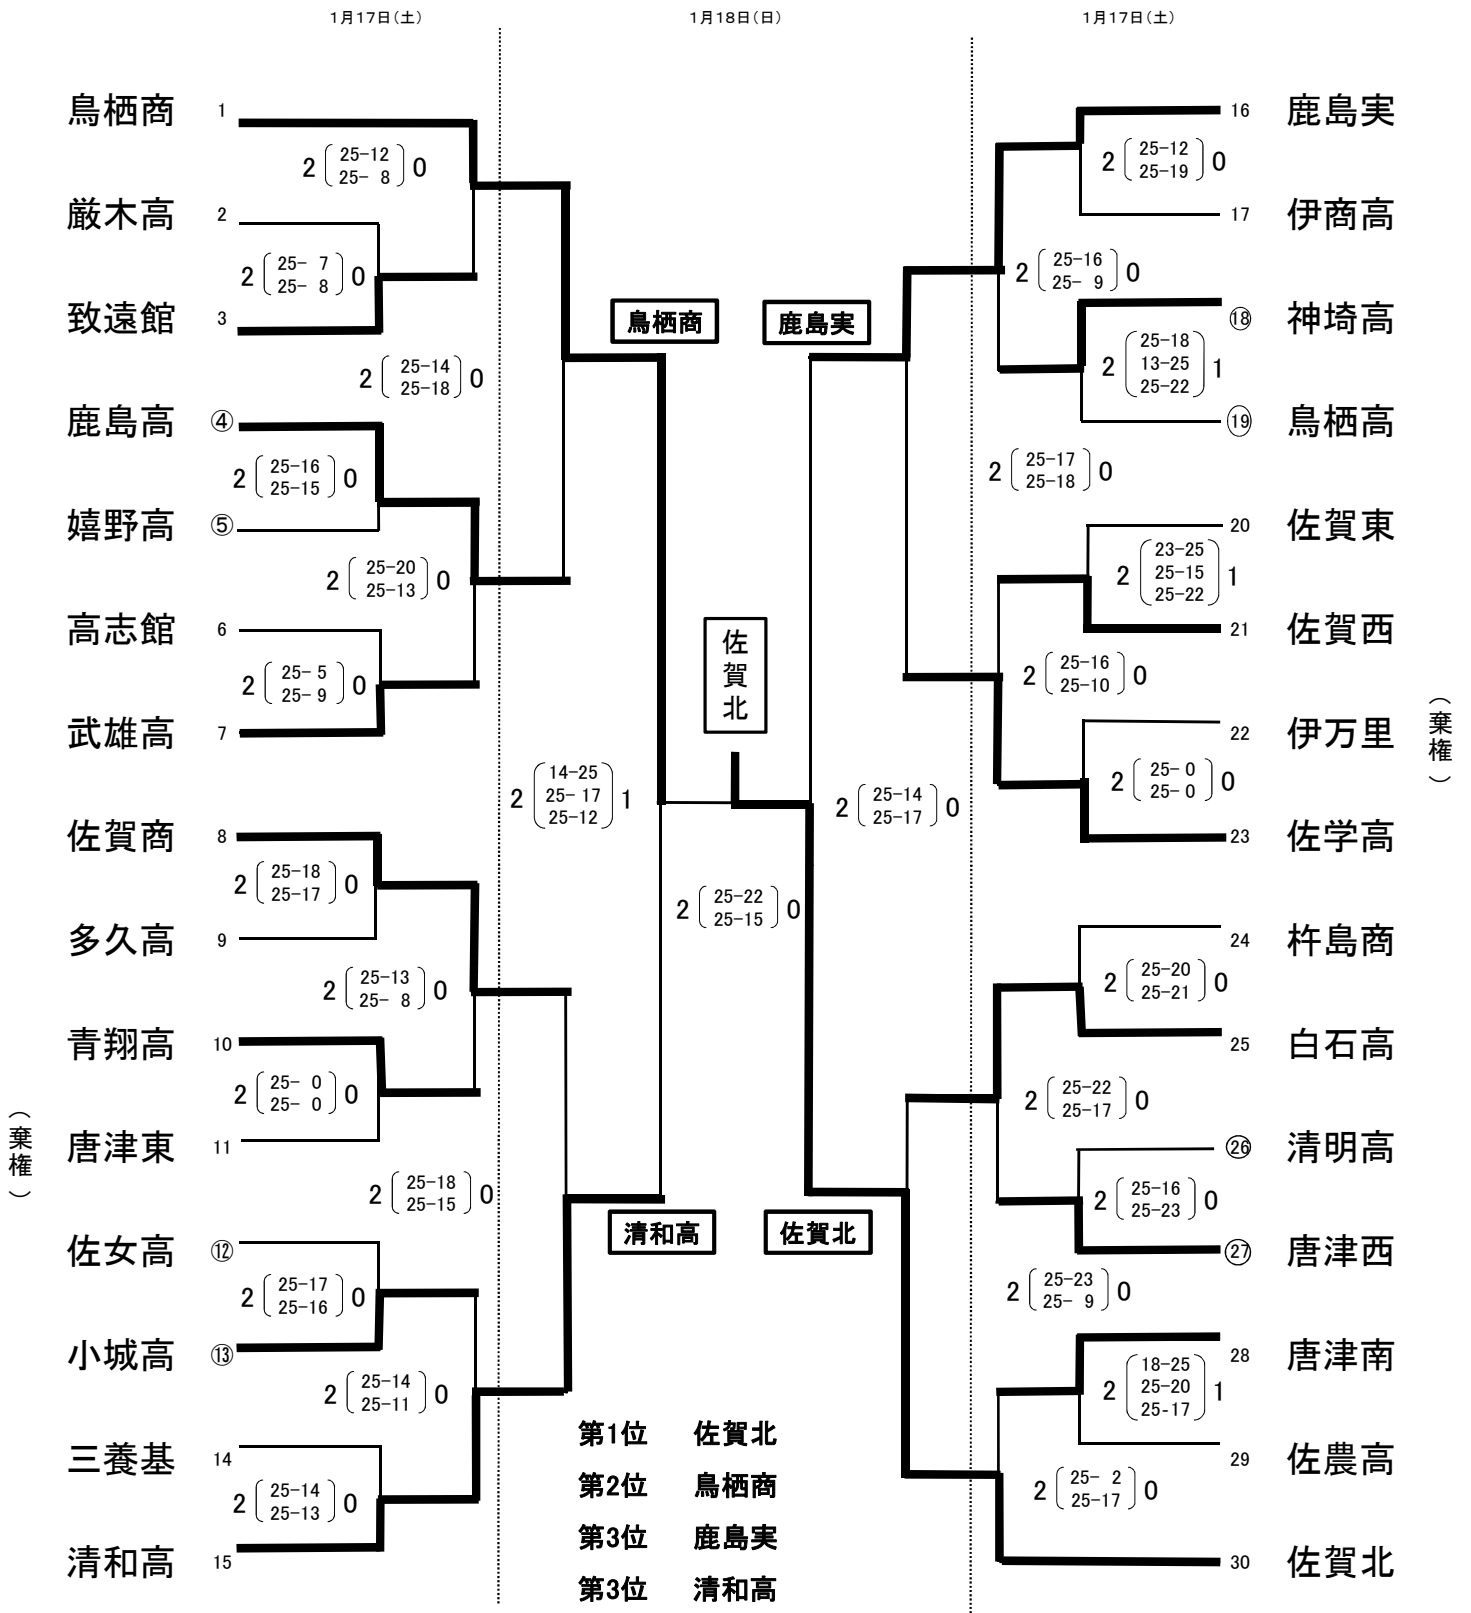 1月17日(土)
1月18日(日)
1月17日(土)
鳥栖商 1
2 25-12 0
25- 8
厳木高 2
2 25- 7 0
25- 8
致遠館 3
2 25-14 0
25-18
鹿島高 ④
2 25-16 0
25-15
嬉野高 ⑤
2 25-20 0
25-13
高志館 6
2 25- 5 0
25- 9
武雄高 7
2 14-25 1
25- 17
25-12
佐賀商 8
2 25-18 0
25-17
多久高 9
2 25-13 0
25- 8
青翔高 10
2 25- 0 0
25- 0
唐津東 11
(棄権)
2 25-18 0
25-15
佐女高 ⑫
2 25-17 0
25-16
小城高 ⑬
2 25-14 0
25-11
三養基 14
2 25-14 0
25-13
清和高 15
鳥栖商
鹿島実
佐賀北
2 25-22 0
25-15
清和高
佐賀北
第1位 佐賀北
第2位 鳥栖商
第3位 鹿島実
第3位 清和高
16 鹿島実
2 25-12 0
25-19
17 伊商高
2 25-16 0
25- 9
⑱ 神埼高
2 25-18 1
13-25
25-22
⑲ 鳥栖高
2 25-17 0
25-18
20 佐賀東
2 23-25 1
25-15
25-22
21 佐賀西
2 25-16 0
25-10
22 伊万里
(棄権)
2 25- 0 0
25- 0
2 25-14 0
25-17
23 佐学高
24 杵島商
2 25-20 0
25-21
25 白石高
2 25-22 0
25-17
㉖ 清明高
2 25-16 0
25-23
㉗ 唐津西
2 25-23 0
25- 9
28 唐津南
2 18-25 1
25-20
25-17
29 佐農高
2 25- 2 0
25-17
30 佐賀北